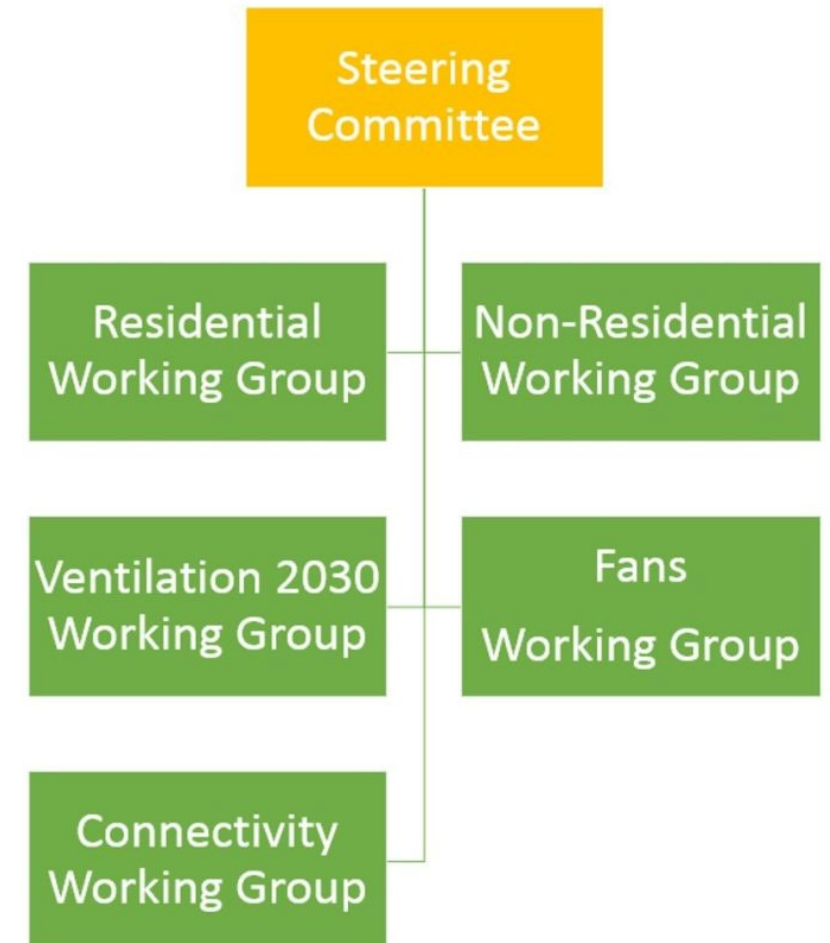 Steering
Committee
Residential
Working Group
Non-Residential
Working Group
Ventilation 2030
Working Group
Fans
Working Group
Connectivity
Working Group